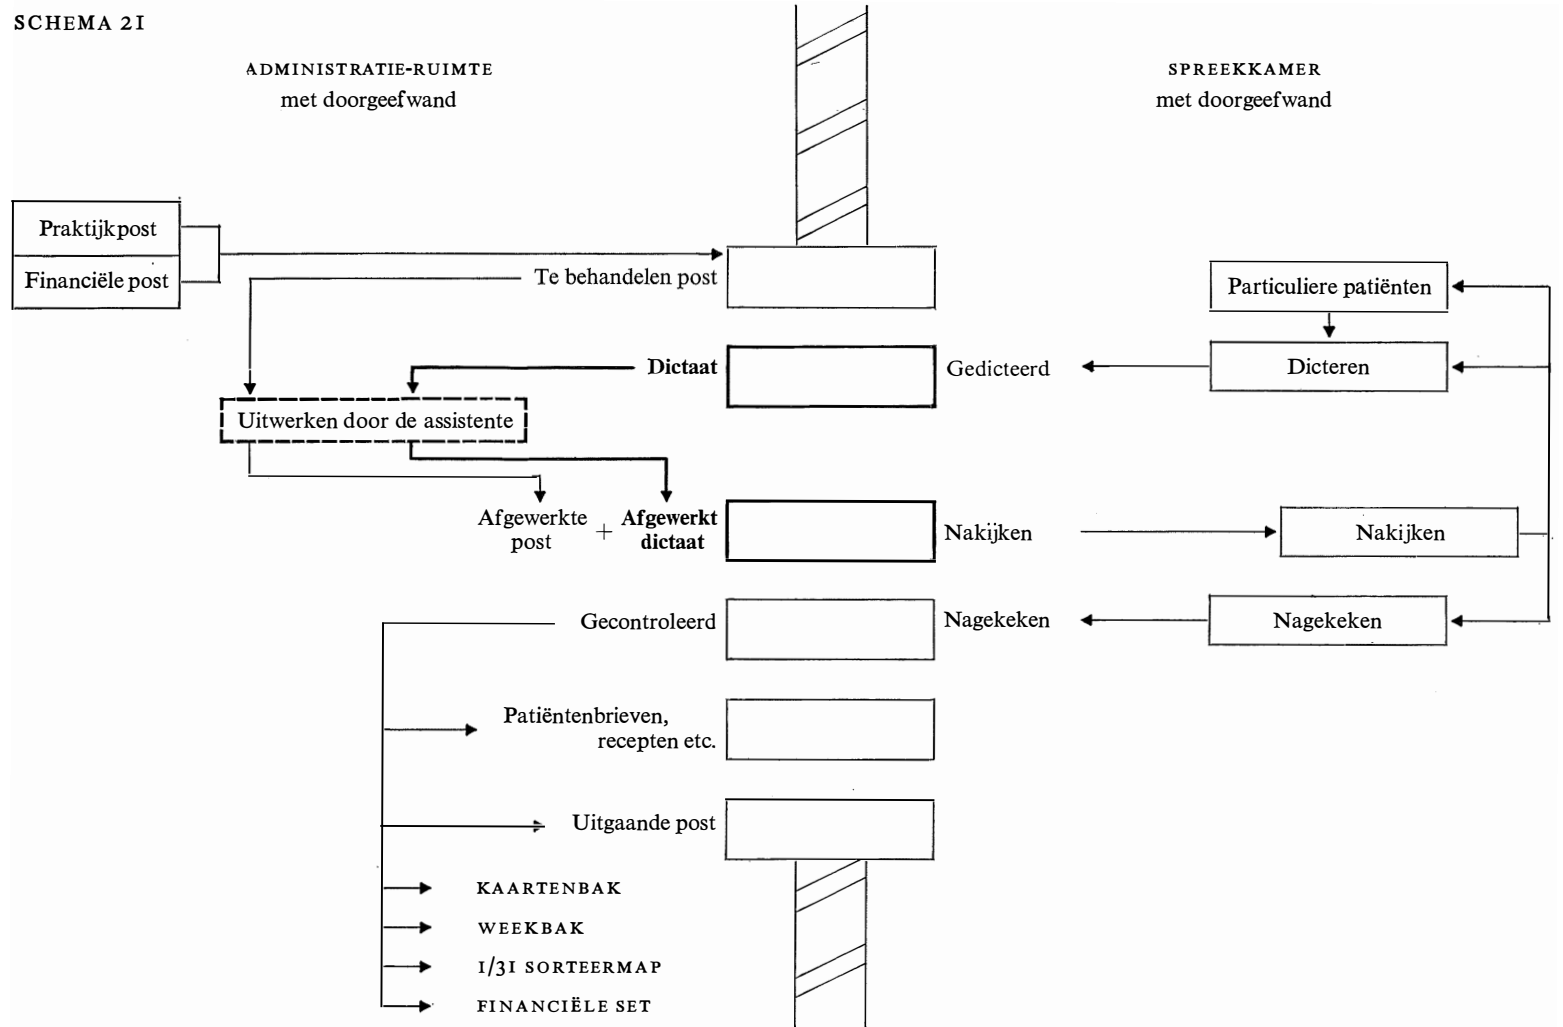 SCHEMA 21
ADMINISTRATIE-RUIMTE
met doorgeefwand
SPREEKKAMER
met doorgeefwand
Praktijkpost
Financiële post
Te behandelen post
Particuliere patiënten
Dictaat
Gedicteerd
Dicteren
Uitwerken door de assistente
Afgewerkte
post
+
Afgewerkt
dictaat
Nakijken
Nakijken
Gecontroleerd
Nagekeken
Nagekeken
Patiëntenbrieven,
recepten etc.
Uitgaande post
KAARTENBAK
WEEKBAK
1/31 SORTEERMAP
FINANCIËLE SET